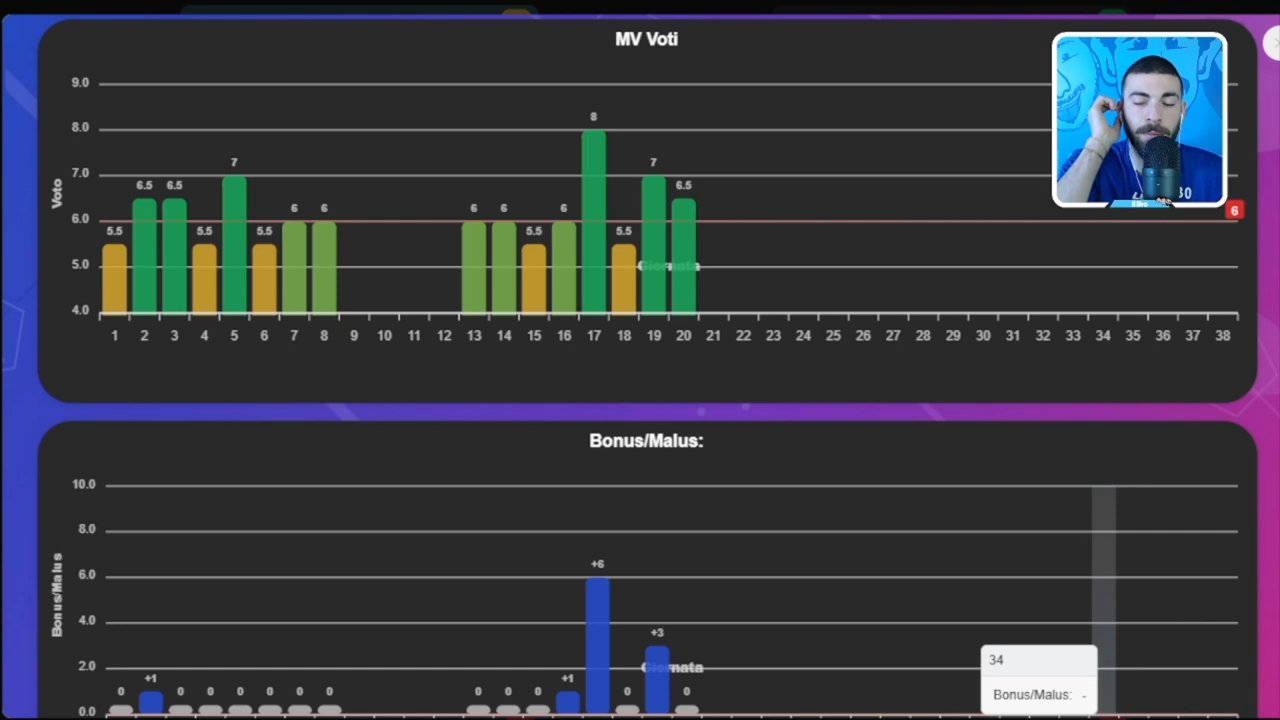 MV Voti
9.0
8.0
7.0
6.0
5.0
4.0
Voto
5.5 6.5 6.5 5.5 7 5.5 6 6 6 6 5.5 6 8 5.5 7 6.5
6
Giornata
1 2 3 4 5 6 7 8 9 10 11 12 13 14 15 16 17 18 19 20 21 22 23 24 25 26 27 28 29 30 31 32 33 34 35 36 37 38
Bonus/Malus:
10.0
8.0
6.0
4.0
2.0
0.0
Bonus/Malus
0 +1 0 0 0 0 0 0 0 0 0 +1 +6 0 +3 0
Giornata
34
Bonus/Malus: -